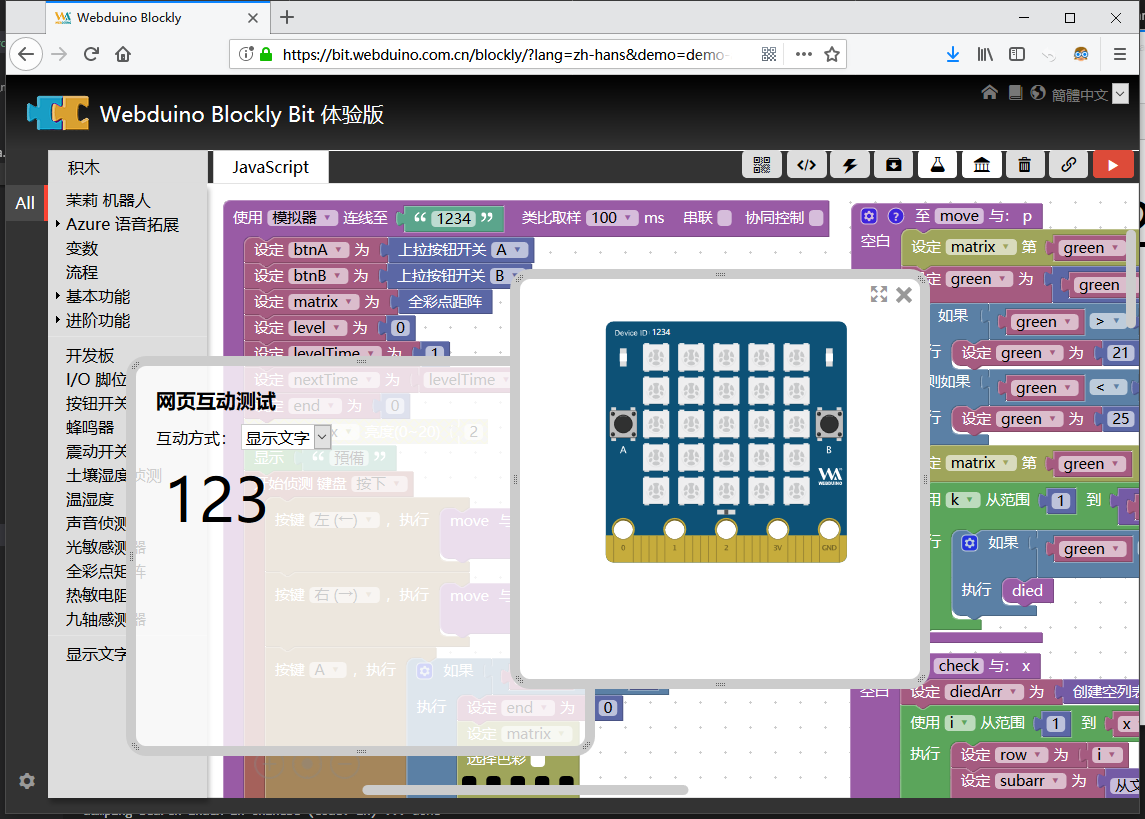 Webduino Blockly
https://bit.webduino.com.cn/blockly/?lang=zh-hans&demo=demo-
Webduino Blockly Bit 体验版
簡體中文
积木
JavaScript
All
茉莉 机器人
Azure 语音拓展
变数
流程
基本功能
进阶功能
开发板
I/O 脚位
按钮开关
蜂鸣器
震动开关
土壤湿度侦测
温湿度
声音侦测
光敏感测器
全彩点矩阵
热敏电阻
九轴感测器
显示文字
使用 模拟器 连线至 “ 1234 ” 类比取样 100 ms 串联 协同控制
设定 btnA 为 上拉按钮开关 A
设定 btnB 为 上拉按钮开关 B
设定 matrix 为 全彩点距阵
设定 level 为 0
设定 levelTime 为 1
设定 nextTime 为 levelTime
设定 end 为 0
亮度(0~20) 2
显示 “ 預備 ”
开始侦测 键盘 按下
按键 左 (←) , 执行 move 与
按键 右 (→) , 执行 move 与
按键 A , 执行 如果
执行 设定 end 为 0
设定 matrix
选择色彩
网页互动测试
互动方式: 显示文字
123
Device ID : 1234
A
B
WEBDUINO
0 1 2 3V GND
至 move 与: p
空白 设定 matrix 第 green
设定 green 为 green
如果 green >
执行 设定 green 为 21
否则如果 green <
执行 设定 green 为 25
设定 matrix 第 green
使用 k 从范围 1 到
执行 如果 green
执行 died
check 与: x
空白 设定 diedArr 为 创建空列表
使用 i 从范围 1 到 x
执行 设定 row 为 i
设定 subarr 为 从文